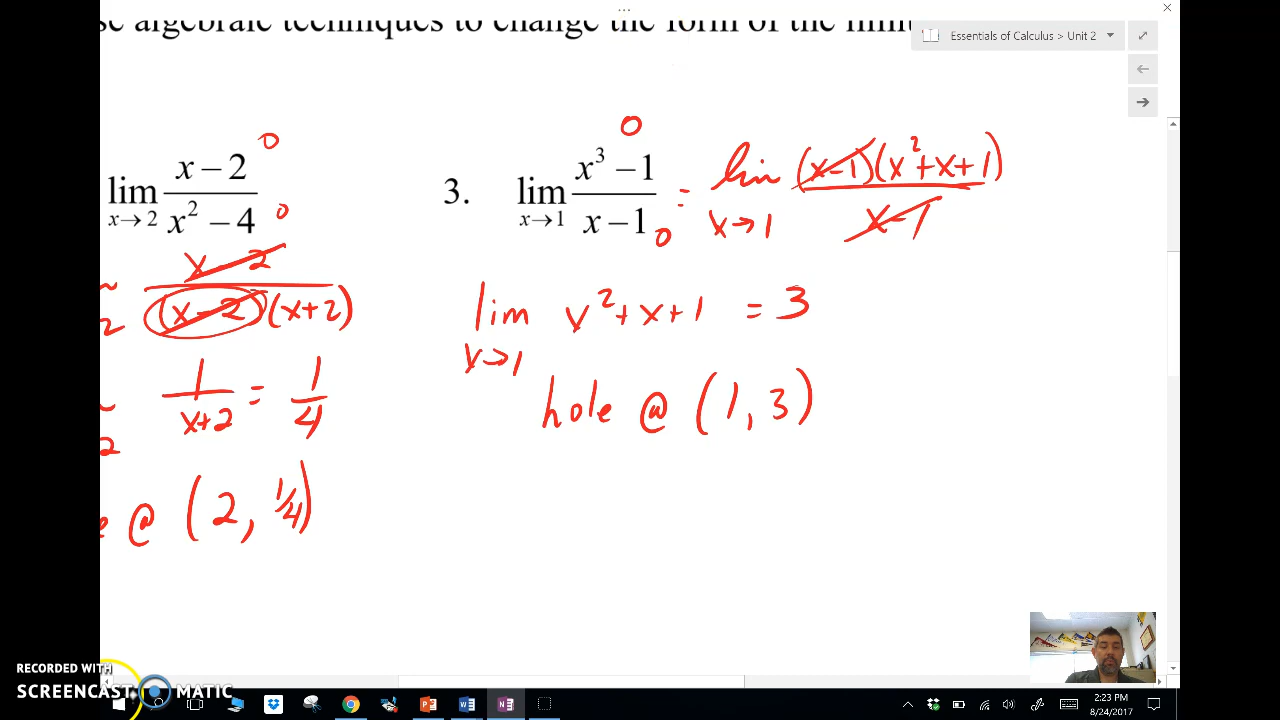 se algebraic techniques to change the form of the limit
Essentials of Calculus > Unit 2
lim x→2 (x − 2)/(x² − 4)
0
0
x − 2
(x − 2)(x + 2)
2
1/(x+2) = 1/4
2
e @ (2, 1/4)
3. lim x→1 (x³ − 1)/(x − 1) = lim x→1 (x−1)(x²+x+1)/(x−1)
0
0
lim x→1 x²+x+1 = 3
hole @ (1, 3)
RECORDED WITH
SCREENCAST MATIC
2:23 PM
8/24/2017